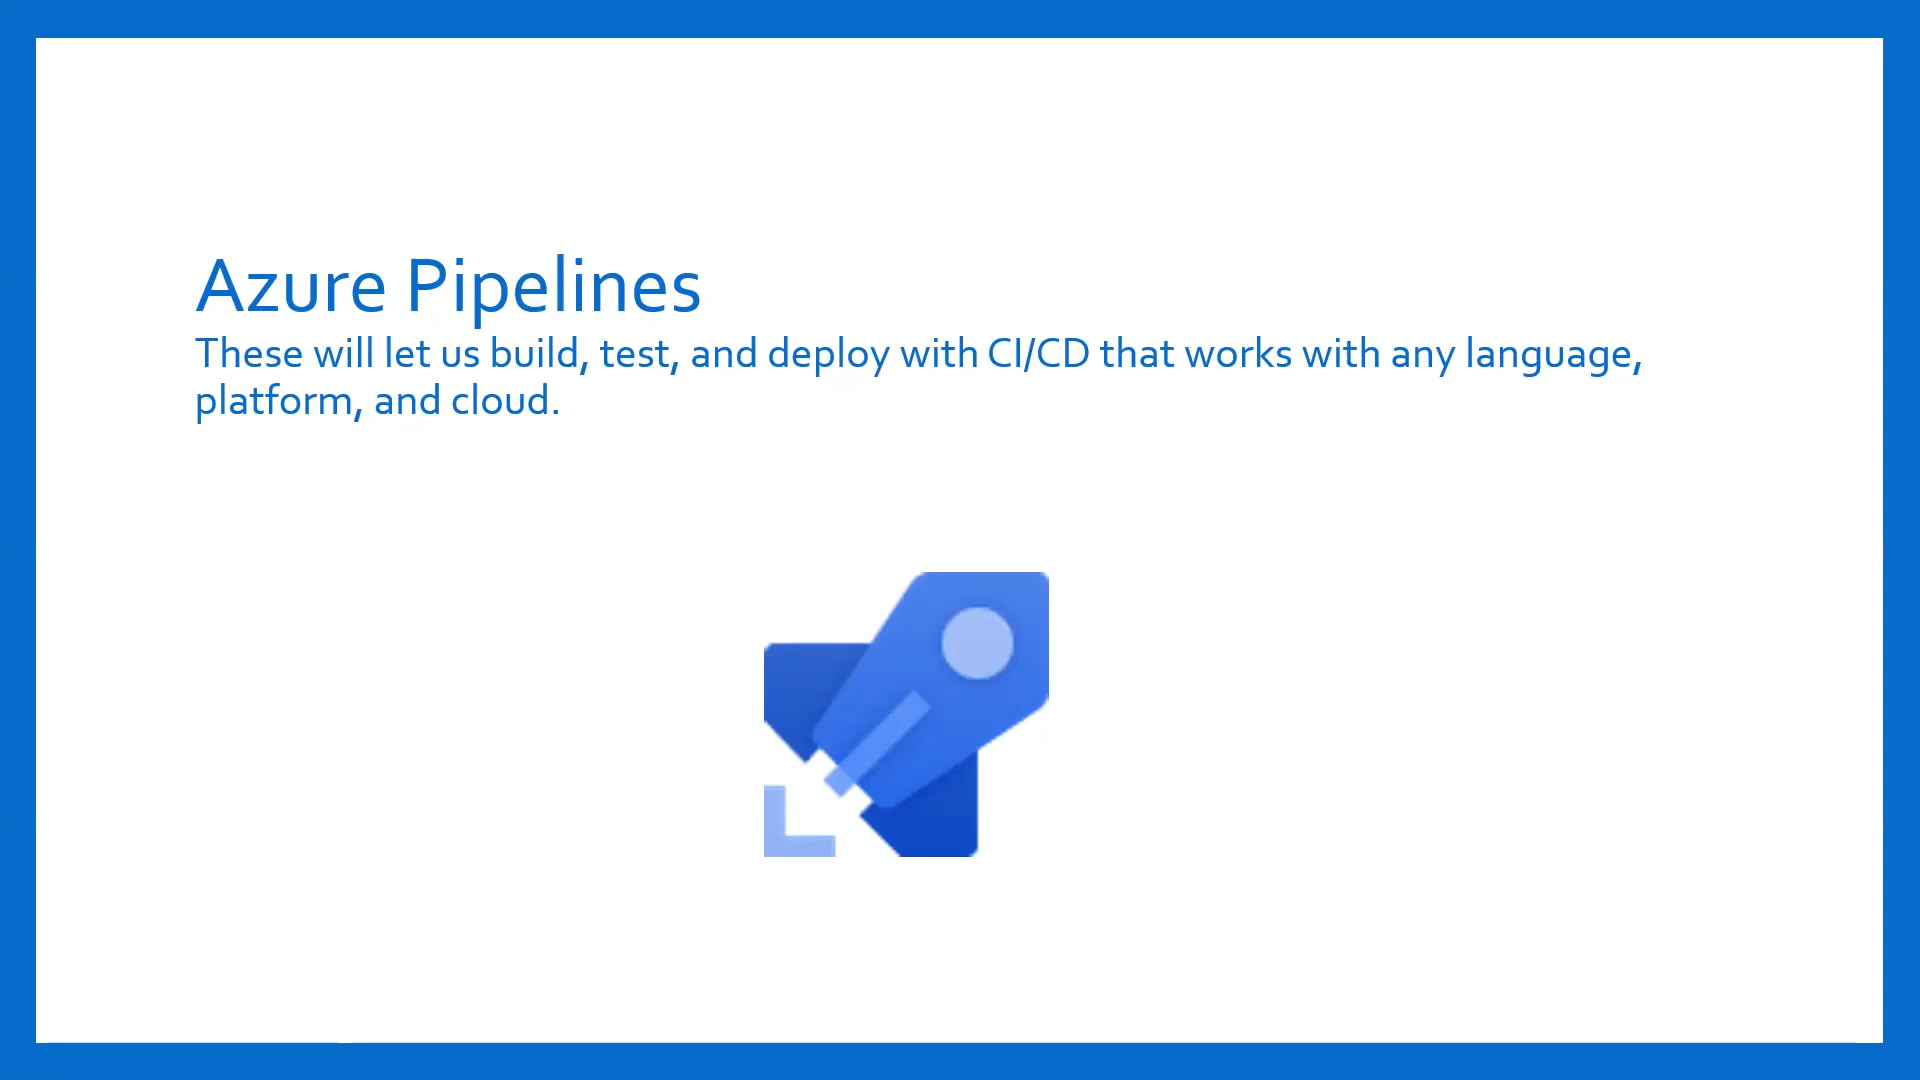 Azure Pipelines
These will let us build, test, and deploy with CI/CD that works with any language,
platform, and cloud.